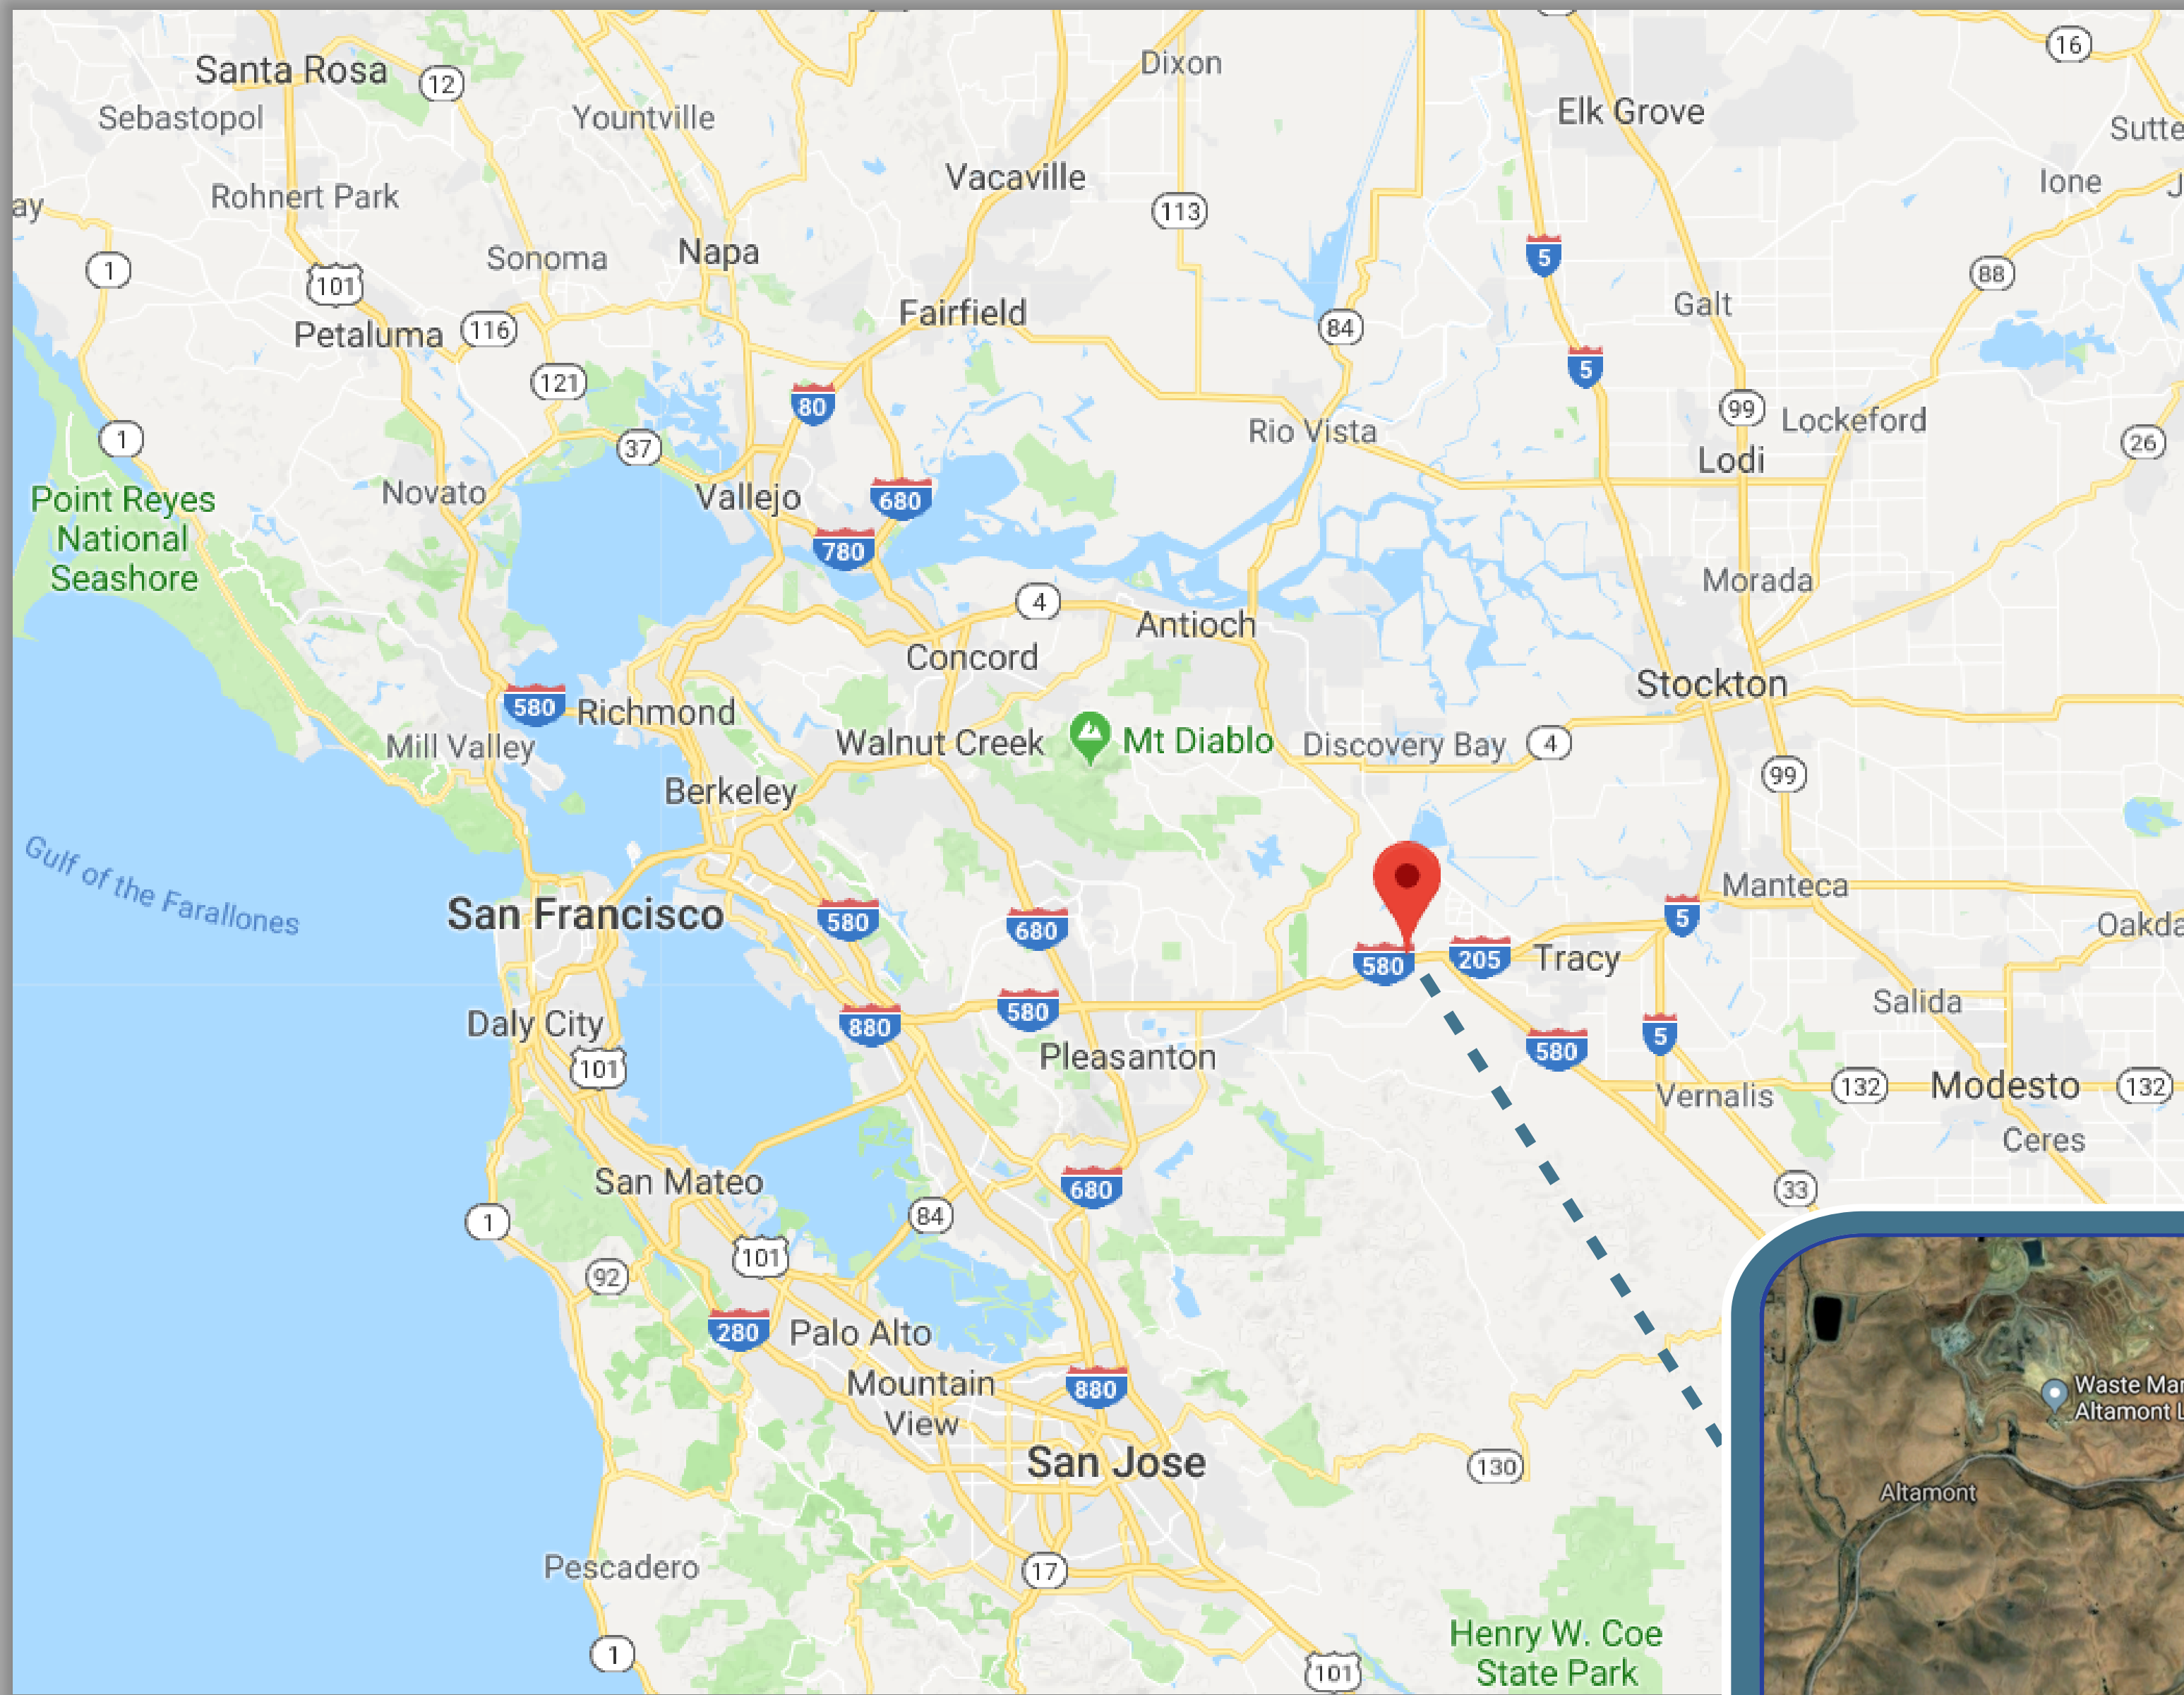 Santa Rosa
12
Sebastopol
Yountville
Dixon
16
Elk Grove
Sutte
Vacaville
Ione
J
Rohnert Park
ay
113
Napa
Sonoma
1
101
5
88
Galt
Fairfield
Petaluma
116
84
5
121
80
99
Lockeford
Rio Vista
1
37
26
Lodi
Novato
Vallejo
680
Point Reyes
National
Seashore
780
Morada
4
Antioch
Concord
Stockton
580
Richmond
Mill Valley
Walnut Creek
Mt Diablo
Discovery Bay
4
99
Berkeley
Gulf of the Farallones
Manteca
San Francisco
580
680
5
Oakda
580
205
Tracy
Salida
Daly City
880
580
5
580
Pleasanton
101
Vernalis
132
Modesto
132
Ceres
San Mateo
680
33
1
84
101
92
280
Palo Alto
Mountain
View
880
Waste Mar
Altamont L
San Jose
130
Altamont
Pescadero
17
Henry W. Coe
State Park
1
101